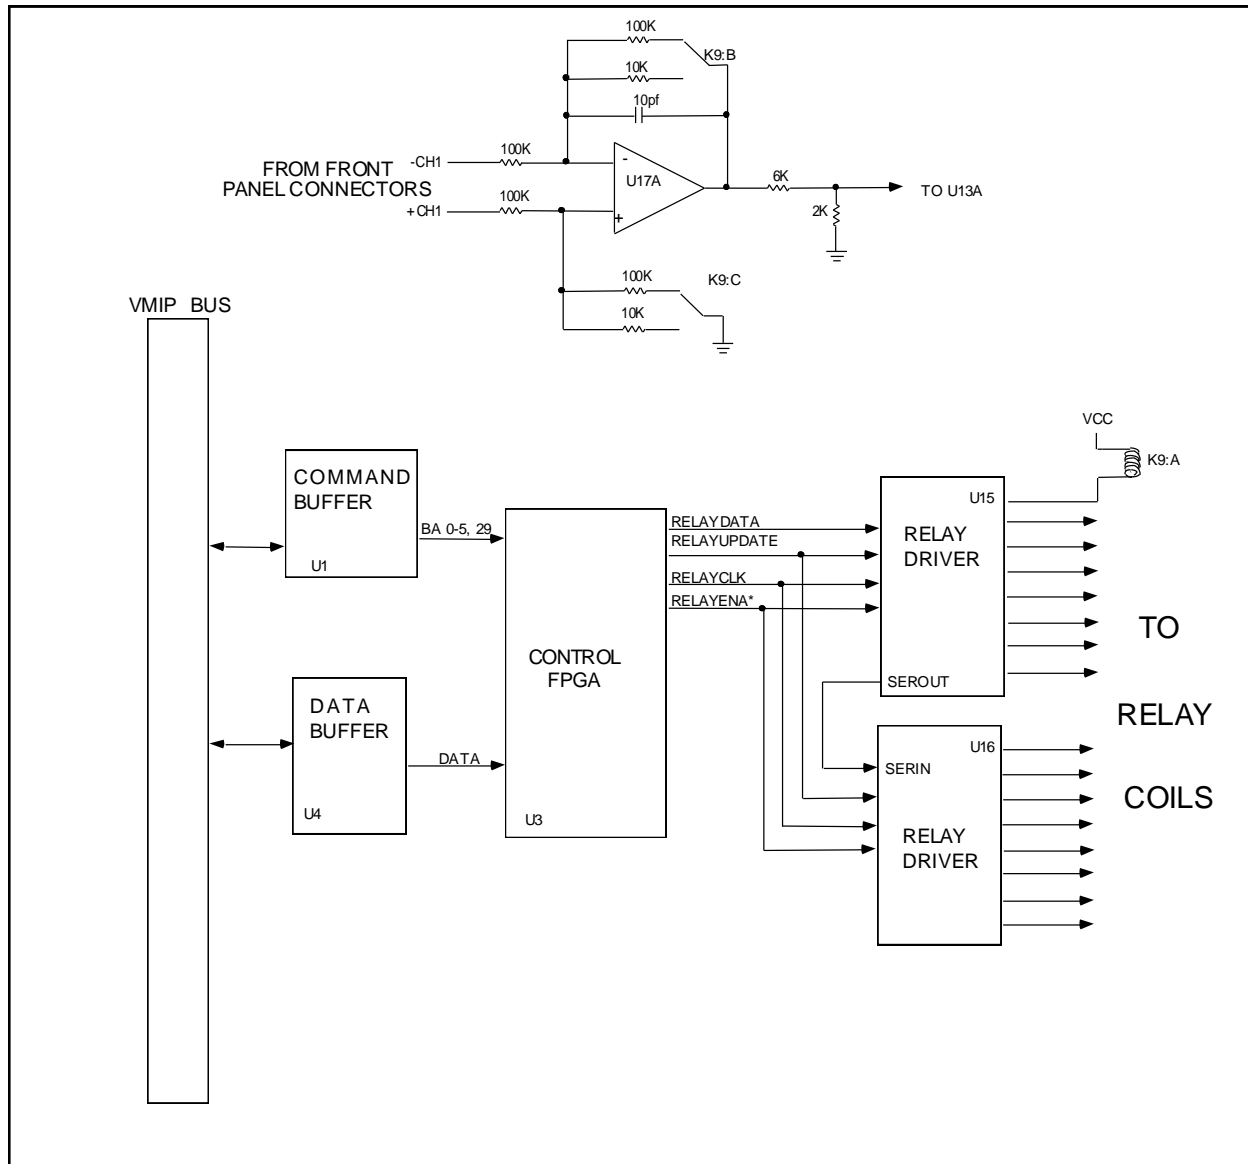 100K
K9:B
10K
10pf
FROM FRONT
PANEL CONNECTORS
-CH1
100K
-
U17A
+
+CH1
100K
6K
TO U13A
2K
100K
K9:C
10K
VMIP BUS
VCC
K9:A
COMMAND
BUFFER
U1
BA 0-5, 29
RELAYDATA
RELAYUPDATE
RELAYCLK
RELAYENA*
U15
RELAY
DRIVER
SEROUT
CONTROL
FPGA
U3
DATA
BUFFER
U4
DATA
U16
SERIN
RELAY
DRIVER
TO
RELAY
COILS